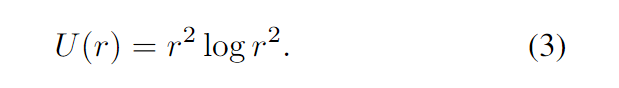 U(r) = r² log r². (3)